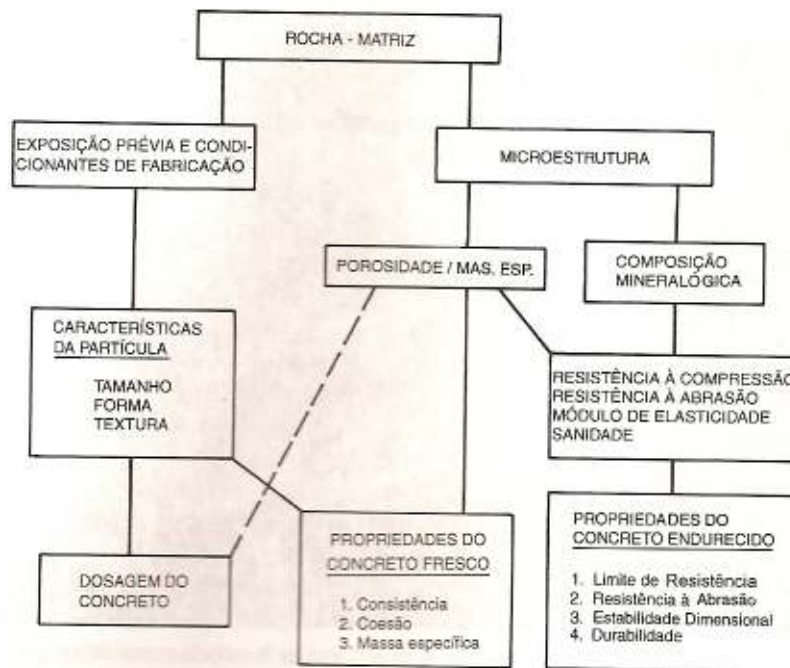 ROCHA - MATRIZ
EXPOSIÇÃO PRÉVIA E CONDI-
CIONANTES DE FABRICAÇÃO
MICROESTRUTURA
POROSIDADE / MAS. ESP.
COMPOSIÇÃO
MINERALÓGICA
CARACTERÍSTICAS
DA PARTÍCULA
TAMANHO
FORMA
TEXTURA
RESISTÊNCIA À COMPRESSÃO
RESISTÊNCIA À ABRASÃO
MÓDULO DE ELASTICIDADE
SANIDADE
DOSAGEM DO
CONCRETO
PROPRIEDADES DO
CONCRETO FRESCO
1. Consistência
2. Coesão
3. Massa específica
PROPRIEDADES DO
CONCRETO ENDURECIDO
1. Limite de Resistência
2. Resistência à Abrasão
3. Estabilidade Dimensional
4. Durabilidade